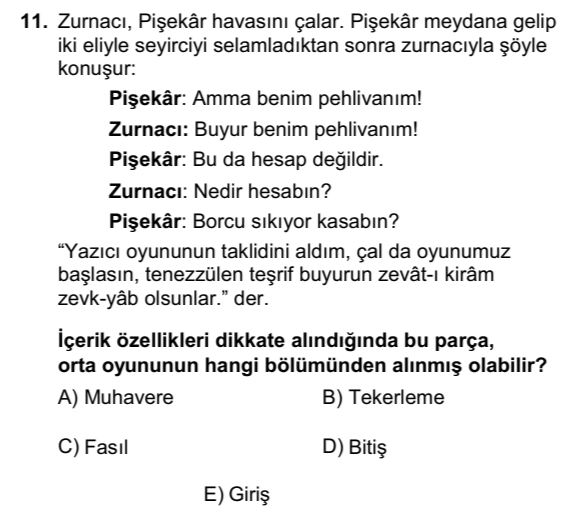 11. Zurnacı, Pişekâr havasını çalar. Pişekâr meydana gelip
iki eliyle seyirciyi selamladıktan sonra zurnacıyla şöyle
konuşur:
Pişekâr: Amma benim pehlivanım!
Zurnacı: Buyur benim pehlivanım!
Pişekâr: Bu da hesap değildir.
Zurnacı: Nedir hesabın?
Pişekâr: Borcu sıkıyor kasabın?
“Yazıcı oyununun taklidini aldım, çal da oyunumuz
başlasın, tenezzülen teşrif buyurun zevât-ı kirâm
zevk-yâb olsunlar.” der.
İçerik özellikleri dikkate alındığında bu parça,
orta oyununun hangi bölümünden alınmış olabilir?
A) Muhavere B) Tekerleme
C) Fasıl D) Bitiş
E) Giriş